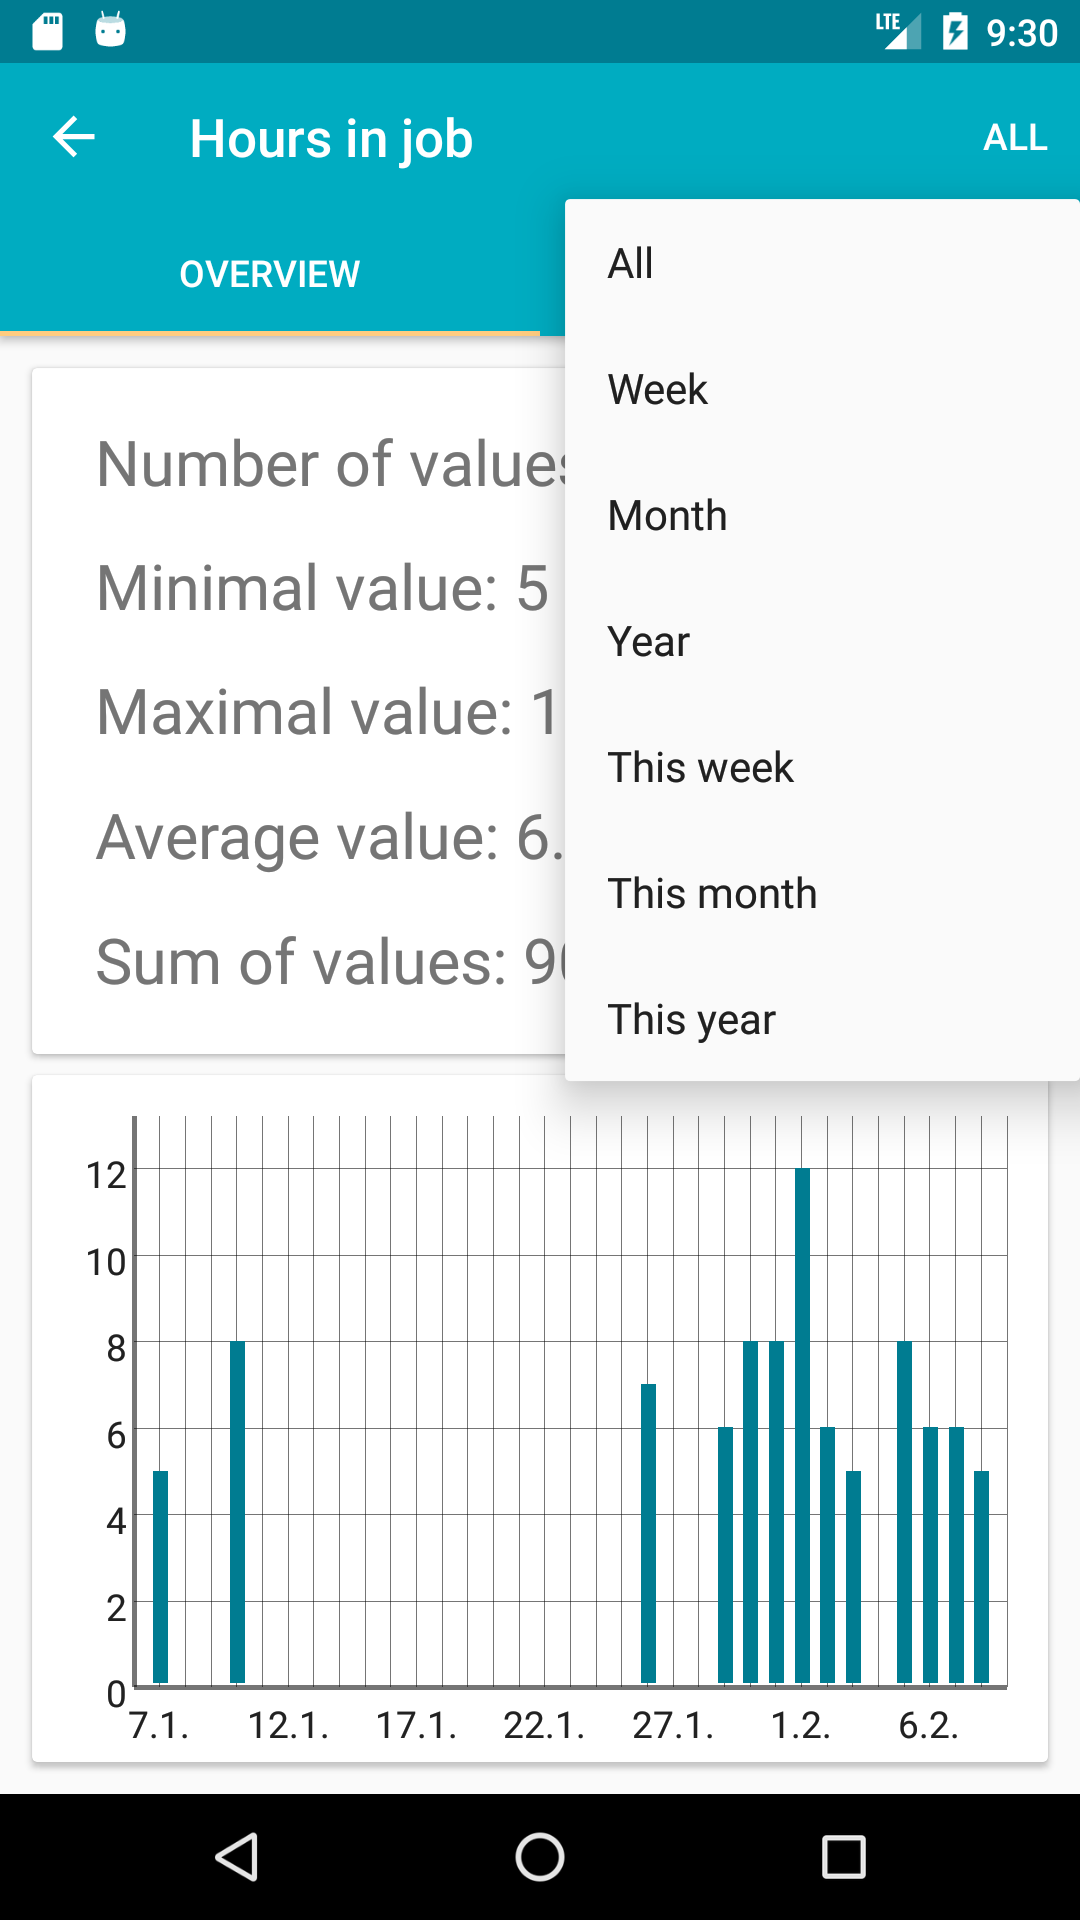 LTE 9:30
Hours in job
ALL
OVERVIEW
All
Week
Month
Year
This week
This month
This year
Number of values
Minimal value: 5
Maximal value: 1
Average value: 6.
Sum of values: 9
12
10
8
6
4
2
0
7.1. 12.1. 17.1. 22.1. 27.1. 1.2. 6.2.